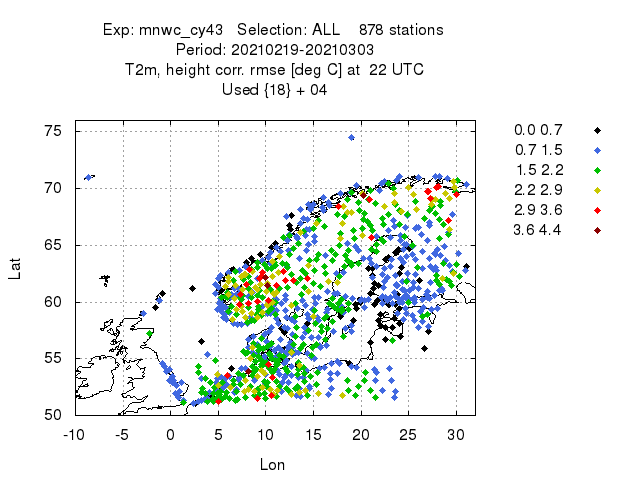 Exp: mnwc_cy43   Selection: ALL    878 stations
Period: 20210219-20210303
T2m, height corr. rmse [deg C] at  22 UTC
Used {18} + 04
0.0 0.7
0.7 1.5
1.5 2.2
2.2 2.9
2.9 3.6
3.6 4.4
75
70
65
60
55
50
Lat
-10 -5 0 5 10 15 20 25 30
Lon